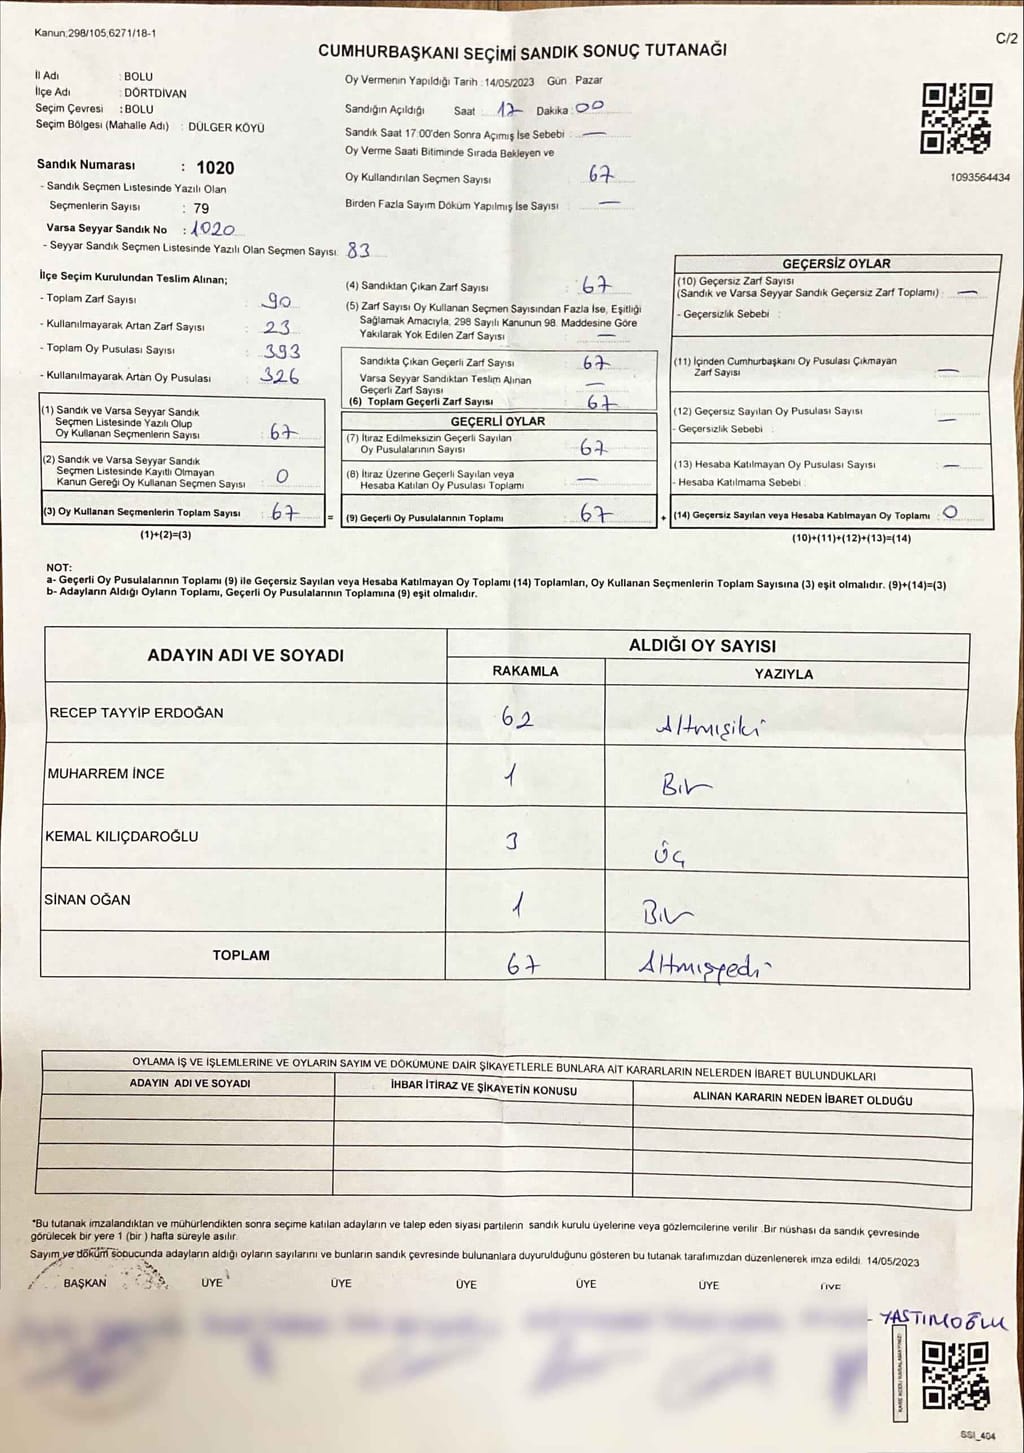 Kanun;298/105,6271/18-1
C/2
CUMHURBAŞKANI SEÇİMİ SANDIK SONUÇ TUTANAĞI
İl Adı : BOLU
İlçe Adı : DÖRTDİVAN
Seçim Çevresi : BOLU
Seçim Bölgesi (Mahalle Adı) : DÜLGER KÖYÜ
Sandık Numarası : 1020
- Sandık Seçmen Listesinde Yazılı Olan
Seçmenlerin Sayısı : 79
Varsa Seyyar Sandık No : 1020
- Seyyar Sandık Seçmen Listesinde Yazılı Olan Seçmen Sayısı: 83
Oy Vermenin Yapıldığı Tarih : 14/05/2023 Gün : Pazar
Sandığın Açıldığı Saat : 17 Dakika : 00
Sandık Saat 17:00'den Sonra Açımış İse Sebebi : —
Oy Verme Saati Bitiminde Sırada Bekleyen ve
Oy Kullandırılan Seçmen Sayısı : 67
Birden Fazla Sayım Döküm Yapılmış İse Sayısı : —
1093564434
İlçe Seçim Kurulundan Teslim Alınan;
- Toplam Zarf Sayısı : 90
- Kullanılmayarak Artan Zarf Sayısı : 23
- Toplam Oy Pusulası Sayısı : 393
- Kullanılmayarak Artan Oy Pusulası : 326
(1) Sandık ve Varsa Seyyar Sandık
Seçmen Listesinde Yazılı Olup
Oy Kullanan Seçmenlerin Sayısı : 67
(2) Sandık ve Varsa Seyyar Sandık
Seçmen Listesinde Kayıtlı Olmayan
Kanun Gereği Oy Kullanan Seçmen Sayısı : 0
(3) Oy Kullanan Seçmenlerin Toplam Sayısı : 67
(1)+(2)=(3)
(4) Sandıktan Çıkan Zarf Sayısı : 67
(5) Zarf Sayısı Oy Kullanan Seçmen Sayısından Fazla İse, Eşitliği
Sağlamak Amacıyla, 298 Sayılı Kanunun 98. Maddesine Göre
Yakılarak Yok Edilen Zarf Sayısı : —
Sandıkta Çıkan Geçerli Zarf Sayısı : 67
Varsa Seyyar Sandıktan Teslim Alınan
Geçerli Zarf Sayısı : —
(6) Toplam Geçerli Zarf Sayısı : 67
GEÇERLİ OYLAR
(7) İtiraz Edilmeksizin Geçerli Sayılan
Oy Pusulalarının Sayısı : 67
(8) İtiraz Üzerine Geçerli Sayılan veya
Hesaba Katılan Oy Pusulası Toplamı : —
= (9) Geçerli Oy Pusulalarının Toplamı : 67
GEÇERSİZ OYLAR
(10) Geçersiz Zarf Sayısı
(Sandık ve Varsa Seyyar Sandık Geçersiz Zarf Toplamı) : —
- Geçersizlik Sebebi :
(11) İçinden Cumhurbaşkanı Oy Pusulası Çıkmayan
Zarf Sayısı : —
(12) Geçersiz Sayılan Oy Pusulası Sayısı : —
- Geçersizlik Sebebi :
(13) Hesaba Katılmayan Oy Pusulası Sayısı : —
- Hesaba Katılmama Sebebi :
+ (14) Geçersiz Sayılan veya Hesaba Katılmayan Oy Toplamı : 0
(10)+(11)+(12)+(13)=(14)
NOT:
a- Geçerli Oy Pusulalarının Toplamı (9) ile Geçersiz Sayılan veya Hesaba Katılmayan Oy Toplamı (14) Toplamları, Oy Kullanan Seçmenlerin Toplam Sayısına (3) eşit olmalıdır. (9)+(14)=(3)
b- Adayların Aldığı Oyların Toplamı, Geçerli Oy Pusulalarının Toplamına (9) eşit olmalıdır.
ADAYIN ADI VE SOYADI ALDIĞI OY SAYISI
RAKAMLA YAZIYLA
RECEP TAYYİP ERDOĞAN 62 Altmışiki
MUHARREM İNCE 1 Bir
KEMAL KILIÇDAROĞLU 3 Üç
SİNAN OĞAN 1 Bir
TOPLAM 67 Altmışyedi
OYLAMA İŞ VE İŞLEMLERİNE VE OYLARIN SAYIM VE DÖKÜMÜNE DAİR ŞİKAYETLERLE BUNLARA AİT KARARLARIN NELERDEN İBARET BULUNDUKLARI
ADAYIN ADI VE SOYADI İHBAR İTİRAZ VE ŞİKAYETİN KONUSU ALINAN KARARIN NEDEN İBARET OLDUĞU
*Bu tutanak imzalandıktan ve mühürlendikten sonra seçime katılan adayların ve talep eden siyasi partilerin sandık kurulu üyelerine veya gözlemcilerine verilir. Bir nüshası da sandık çevresinde
görülecek bir yere 1 (bir ) hafta süreyle asılır.
Sayım ve döküm sonucunda adayların aldığı oyların sayılarını ve bunların sandık çevresinde bulunanlara duyurulduğunu gösteren bu tutanak tarafımızdan düzenlenerek imza edildi. 14/05/2023
BAŞKAN ÜYE ÜYE ÜYE ÜYE ÜYE ÜYE
YASTIMOĞLU
SSI_404